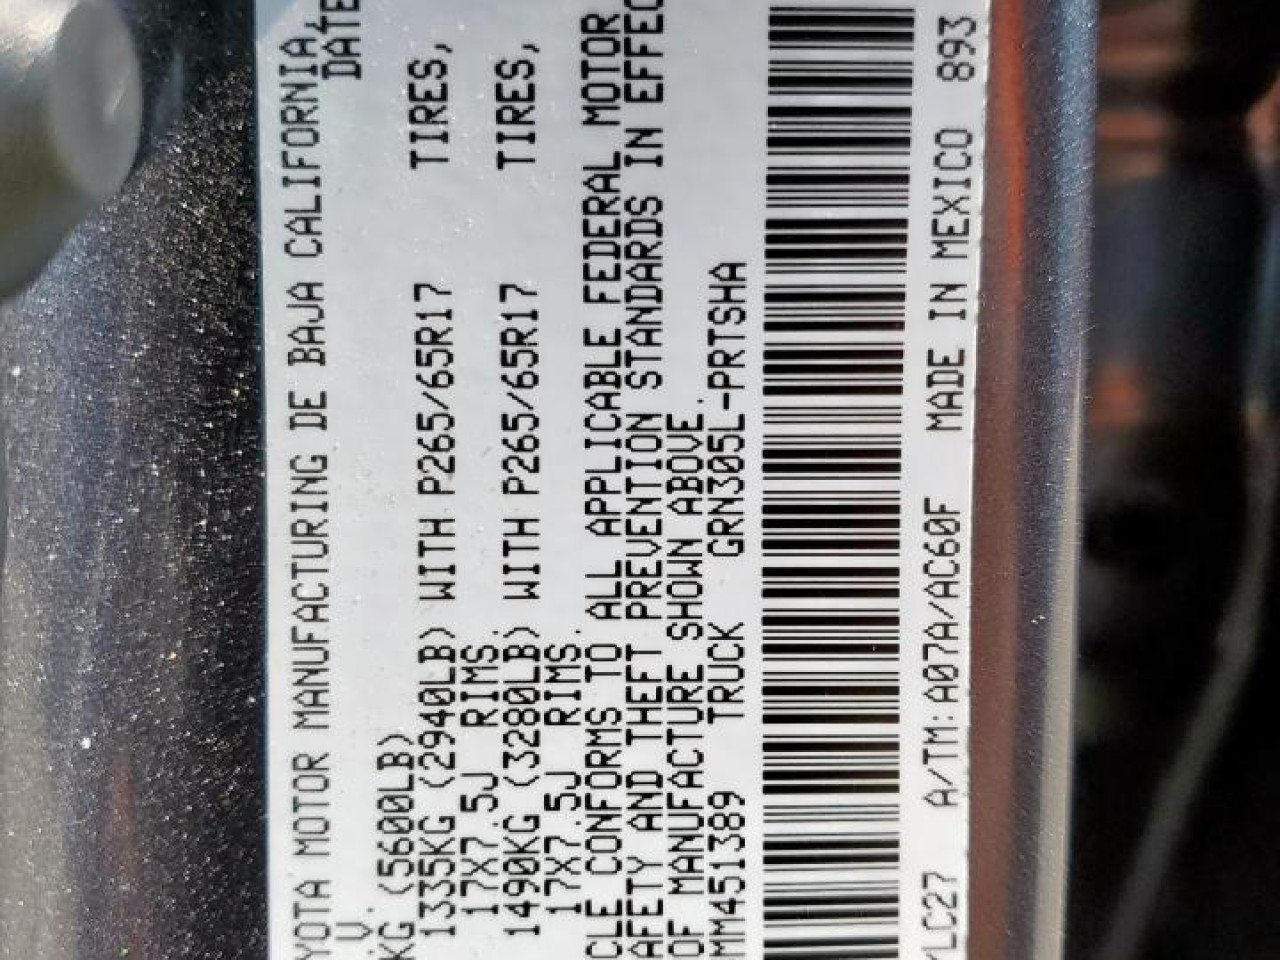 YOTA MOTOR MANUFACTURING DE BAJA CALIFORNIA,
V. DATE
KG (5600LB)
1335KG (2940LB) WITH P265/65R17 TIRES,
17X7.5J RIMS.
1490KG (3280LB) WITH P265/65R17 TIRES,
17X7.5J RIMS.
CLE CONFORMS TO ALL APPLICABLE FEDERAL MOTOR
AFETY AND THEFT PREVENTION STANDARDS IN EFFEC
OF MANUFACTURE SHOWN ABOVE.
MM451389 TRUCK GRN305L-PRTSHA
/LC27 A/TM: A07A/AC60F MADE IN MEXICO 893